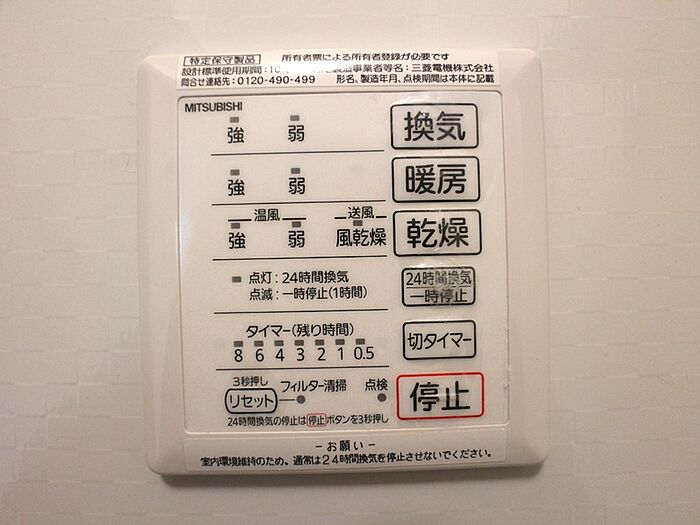 特定保守製品 所有者票による所有者登録が必要です
設計標準使用期間:10 製造事業者等名:三菱電機株式会社
問合せ連絡先:0120-490-499 形名、製造年月、点検期間は本体に記載
MITSUBISHI
強 弱 換気
強 弱 暖房
温風 送風
強 弱 風乾燥 乾燥
点灯:24時間換気
点滅:一時停止(1時間)
24時間換気
一時停止
タイマー(残り時間)
8 6 4 3 2 1 0.5
切タイマー
3秒押し
リセット フィルター清掃 点検
停止
24時間換気の停止は停止ボタンを3秒押し
-お願い-
室内環境維持のため、通常は24時間換気を停止させないでください。